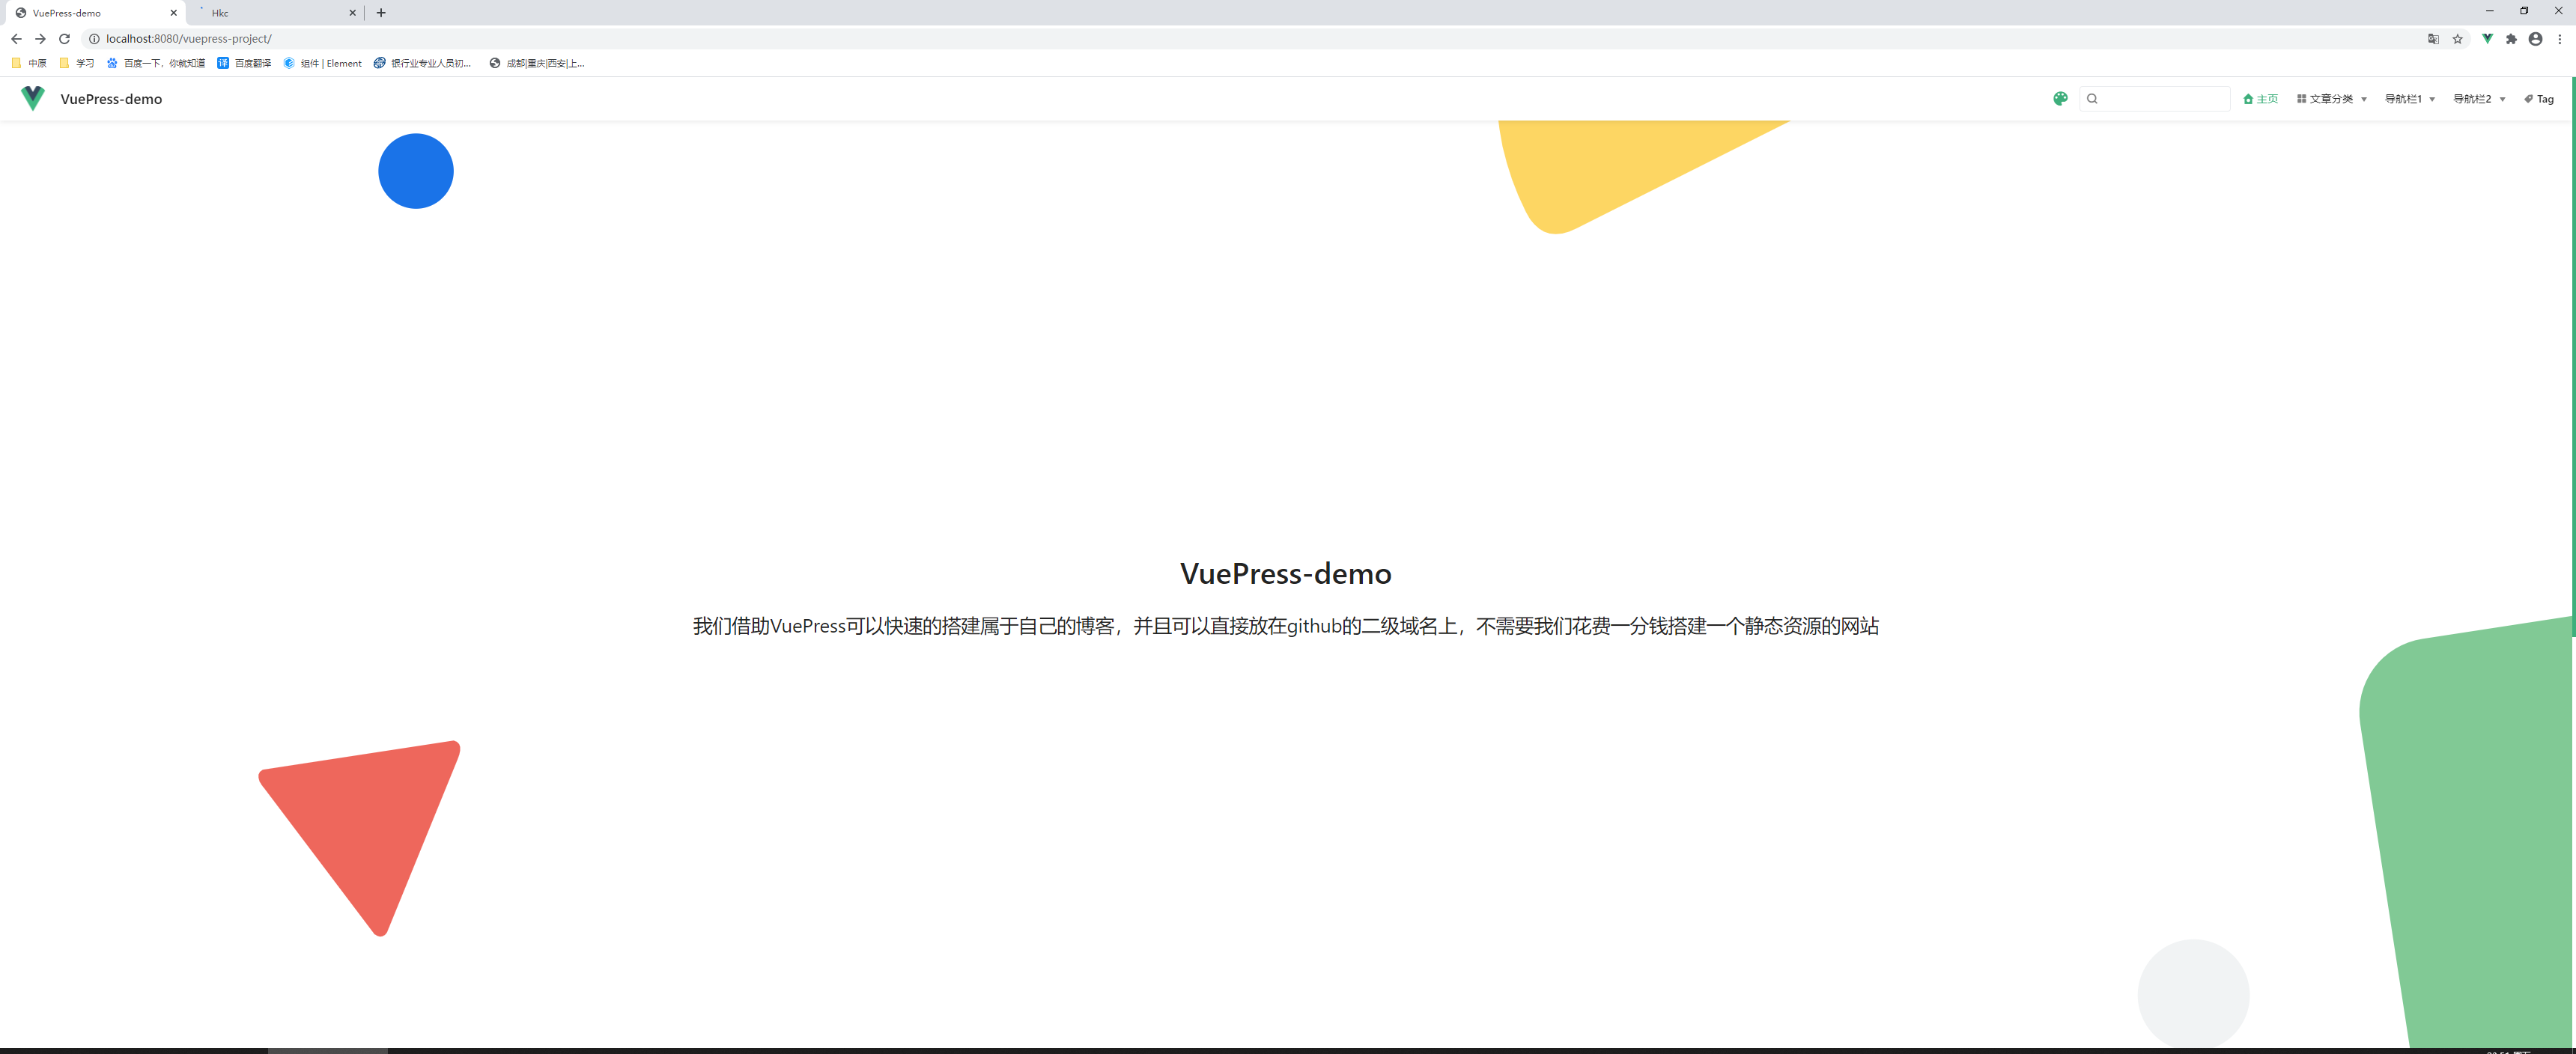 VuePress-demo
Hkc
localhost:8080/vuepress-project/
中原 学习 百度一下，你就知道 译 百度翻译 组件 | Element 银行业专业人员初... 成都|重庆|西安|上...
VuePress-demo
主页 文章分类 导航栏1 导航栏2 Tag
VuePress-demo
我们借助VuePress可以快速的搭建属于自己的博客，并且可以直接放在github的二级域名上，不需要我们花费一分钱搭建一个静态资源的网站